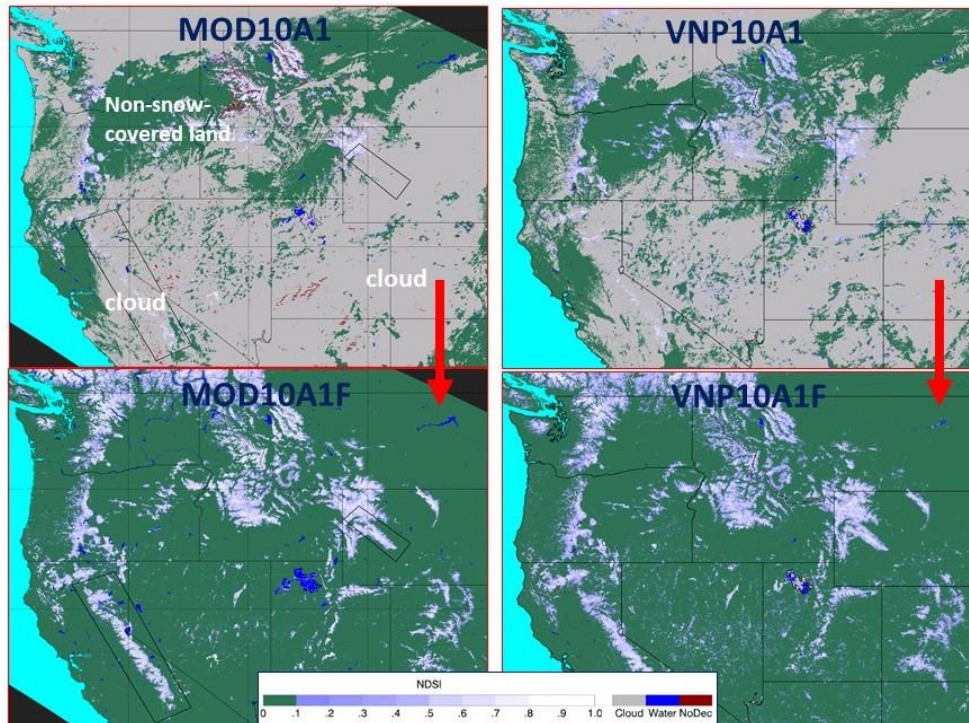 MOD10A1
VNP10A1
Non-snow-
covered land
cloud
cloud
MOD10A1F
VNP10A1F
NDSI
0 .1 .2 .3 .4 .5 .6 .7 .8 .9 1.0
Cloud Water NoDec